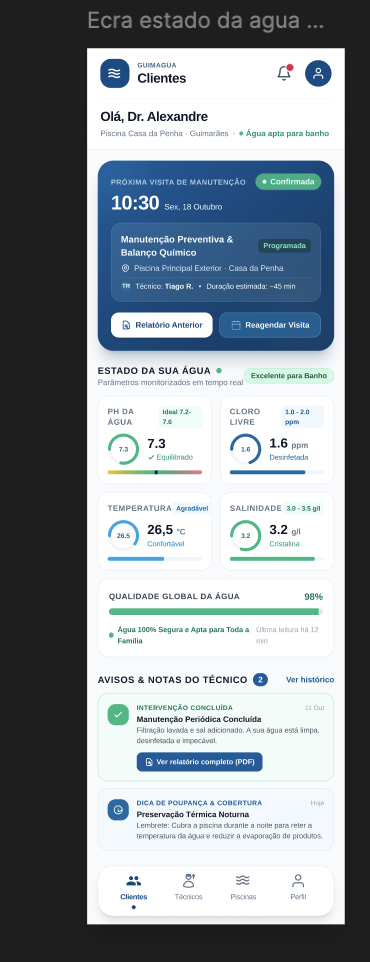 Ecra estado da agua ...
GUIMAGUA
Clientes
Olá, Dr. Alexandre
Piscina Casa da Penha · Guimarães · Água apta para banho
PRÓXIMA VISITA DE MANUTENÇÃO
Confirmada
10:30 Sex, 18 Outubro
Manutenção Preventiva &
Balanço Químico
Programada
Piscina Principal Exterior · Casa da Penha
TR Técnico: Tiago R. • Duração estimada: ~45 min
Relatório Anterior
Reagendar Visita
ESTADO DA SUA ÁGUA
Parâmetros monitorizados em tempo real
Excelente para Banho
PH DA
ÁGUA
Ideal 7.2-
7.6
7.3
7.3
Equilibrado
CLORO
LIVRE
1.0 - 2.0
ppm
1.6
1.6 ppm
Desinfetada
TEMPERATURA
Agradável
26.5
26,5 °C
Confortável
SALINIDADE
3.0 - 3.5 g/l
3.2
3.2 g/l
Cristalina
QUALIDADE GLOBAL DA ÁGUA
98%
Água 100% Segura e Apta para Toda a
Família
Última leitura há 12
min
AVISOS & NOTAS DO TÉCNICO
2
Ver histórico
INTERVENÇÃO CONCLUÍDA
11 Out
Manutenção Periódica Concluída
Filtração lavada e sal adicionado. A sua água está limpa,
desinfetada e impecável.
Ver relatório completo (PDF)
DICA DE POUPANÇA & COBERTURA
Hoje
Preservação Térmica Noturna
Lembrete: Cubra a piscina durante a noite para reter a
temperatura da água e reduzir a evaporação de produtos.
Clientes
Técnicos
Piscinas
Perfil